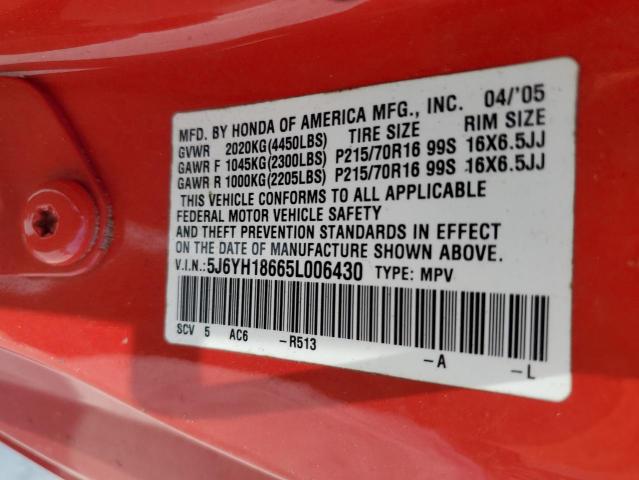 MFD. BY HONDA OF AMERICA MFG., INC. 04/'05
GVWR 2020KG(4450LBS) TIRE SIZE RIM SIZE
GAWR F 1045KG(2300LBS) P215/70R16 99S 16X6.5JJ
GAWR R 1000KG(2205LBS) P215/70R16 99S 16X6.5JJ
THIS VEHICLE CONFORMS TO ALL APPLICABLE
FEDERAL MOTOR VEHICLE SAFETY
AND THEFT PREVENTION STANDARDS IN EFFECT
ON THE DATE OF MANUFACTURE SHOWN ABOVE.
V.I.N.:5J6YH18665L006430 TYPE: MPV
SCV 5 AC6 -R513 -A -L